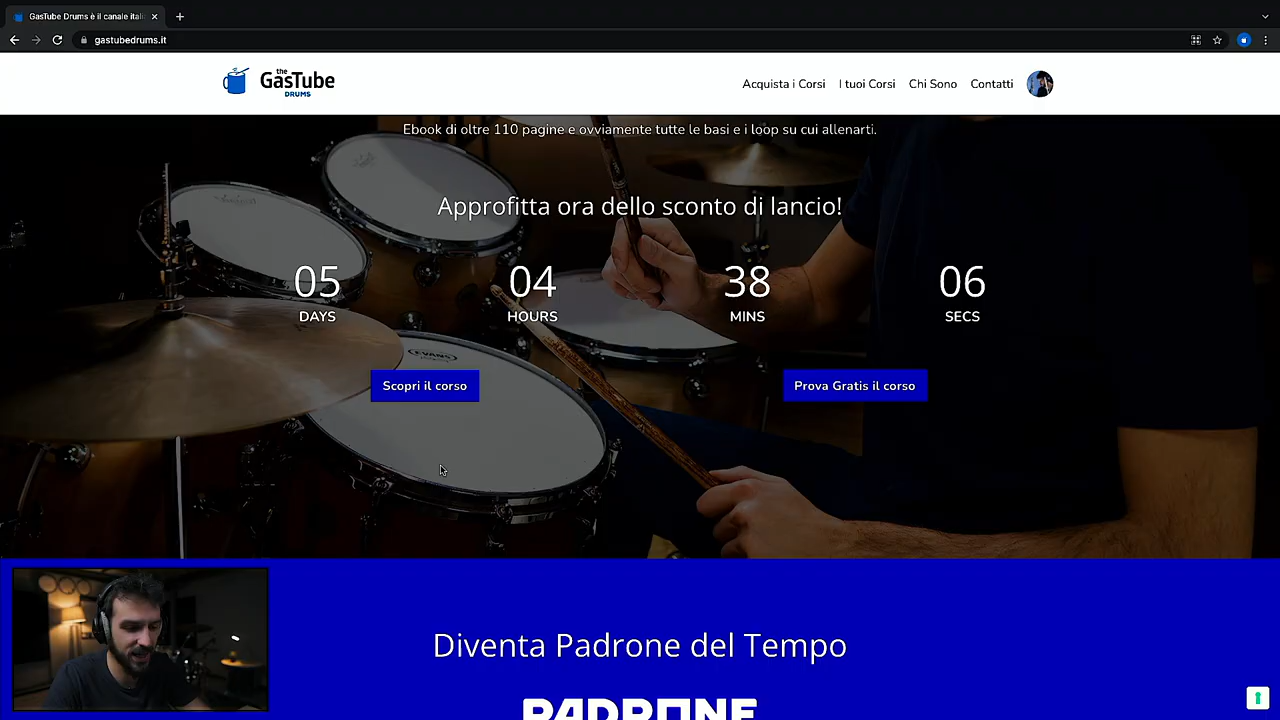 GasTube Drums è il canale itali
gastubedrums.it
the
GasTube
DRUMS
Acquista i Corsi
I tuoi Corsi
Chi Sono
Contatti
Ebook di oltre 110 pagine e ovviamente tutte le basi e i loop su cui allenarti.
Approfitta ora dello sconto di lancio!
05 04 38 06
DAYS HOURS MINS SECS
EVANS
Scopri il corso
Prova Gratis il corso
Diventa Padrone del Tempo
PADRONE